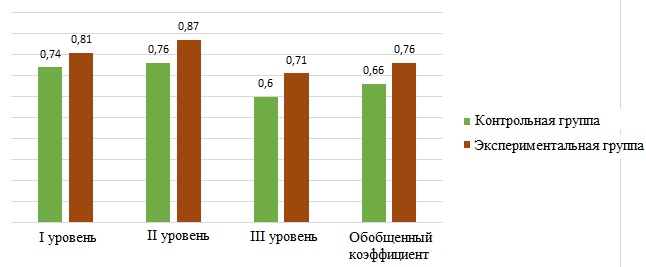 0,74
0,81
0,76
0,87
0,6
0,71
0,66
0,76
I уровень
II уровень
III уровень
Обобщенный
коэффициент
Контрольная группа
Экспериментальная группа